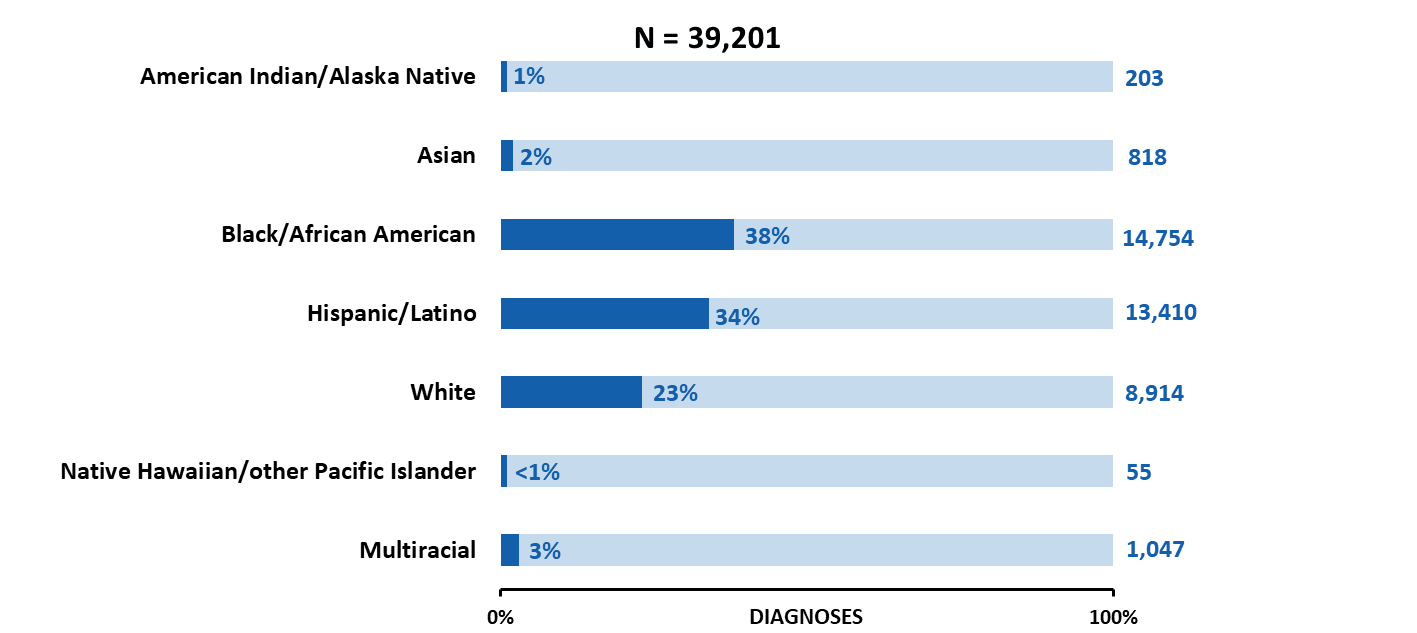 N = 39,201
American Indian/Alaska Native 1% 203
Asian 2% 818
Black/African American 38% 14,754
Hispanic/Latino 34% 13,410
White 23% 8,914
Native Hawaiian/other Pacific Islander <1% 55
Multiracial 3% 1,047
0% DIAGNOSES 100%